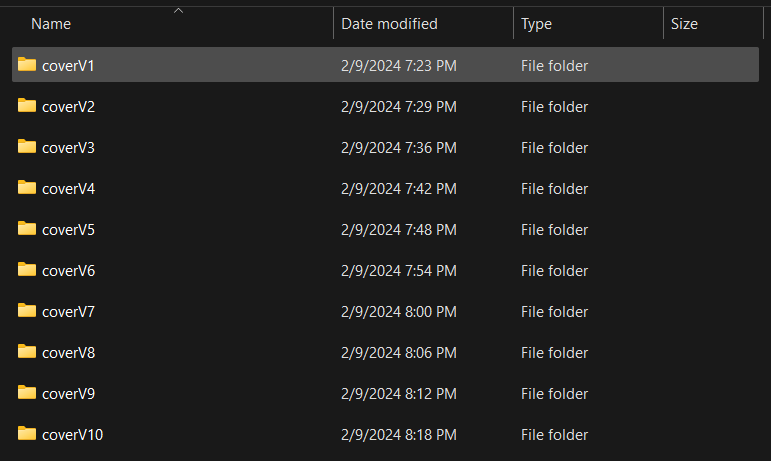 Name Date modified Type Size
coverV1 2/9/2024 7:23 PM File folder
coverV2 2/9/2024 7:29 PM File folder
coverV3 2/9/2024 7:36 PM File folder
coverV4 2/9/2024 7:42 PM File folder
coverV5 2/9/2024 7:48 PM File folder
coverV6 2/9/2024 7:54 PM File folder
coverV7 2/9/2024 8:00 PM File folder
coverV8 2/9/2024 8:06 PM File folder
coverV9 2/9/2024 8:12 PM File folder
coverV10 2/9/2024 8:18 PM File folder